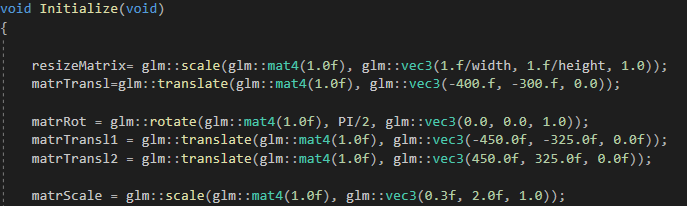 void Initialize(void)
{
resizeMatrix= glm::scale(glm::mat4(1.0f), glm::vec3(1.f/width, 1.f/height, 1.0));
matrTransl=glm::translate(glm::mat4(1.0f), glm::vec3(-400.f, -300.f, 0.0));
matrRot = glm::rotate(glm::mat4(1.0f), PI/2, glm::vec3(0.0, 0.0, 1.0));
matrTransl1 = glm::translate(glm::mat4(1.0f), glm::vec3(-450.0f, -325.0f, 0.0f));
matrTransl2 = glm::translate(glm::mat4(1.0f), glm::vec3(450.0f, 325.0f, 0.0f));
matrScale = glm::scale(glm::mat4(1.0f), glm::vec3(0.3f, 2.0f, 1.0));